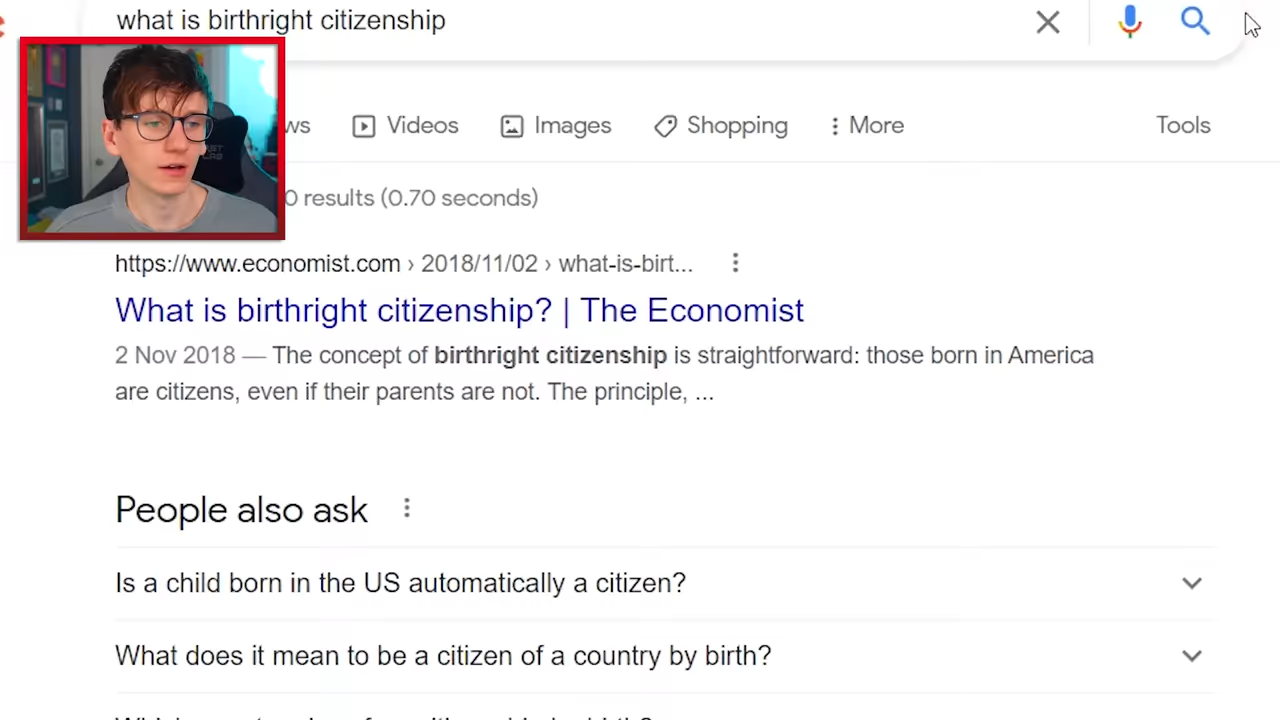 what is birthright citizenship
ws
Videos
Images
Shopping
More
Tools
0 results (0.70 seconds)
https://www.economist.com › 2018/11/02 › what-is-birt...
What is birthright citizenship? | The Economist
2 Nov 2018 — The concept of birthright citizenship is straightforward: those born in America
are citizens, even if their parents are not. The principle, ...
People also ask
Is a child born in the US automatically a citizen?
What does it mean to be a citizen of a country by birth?